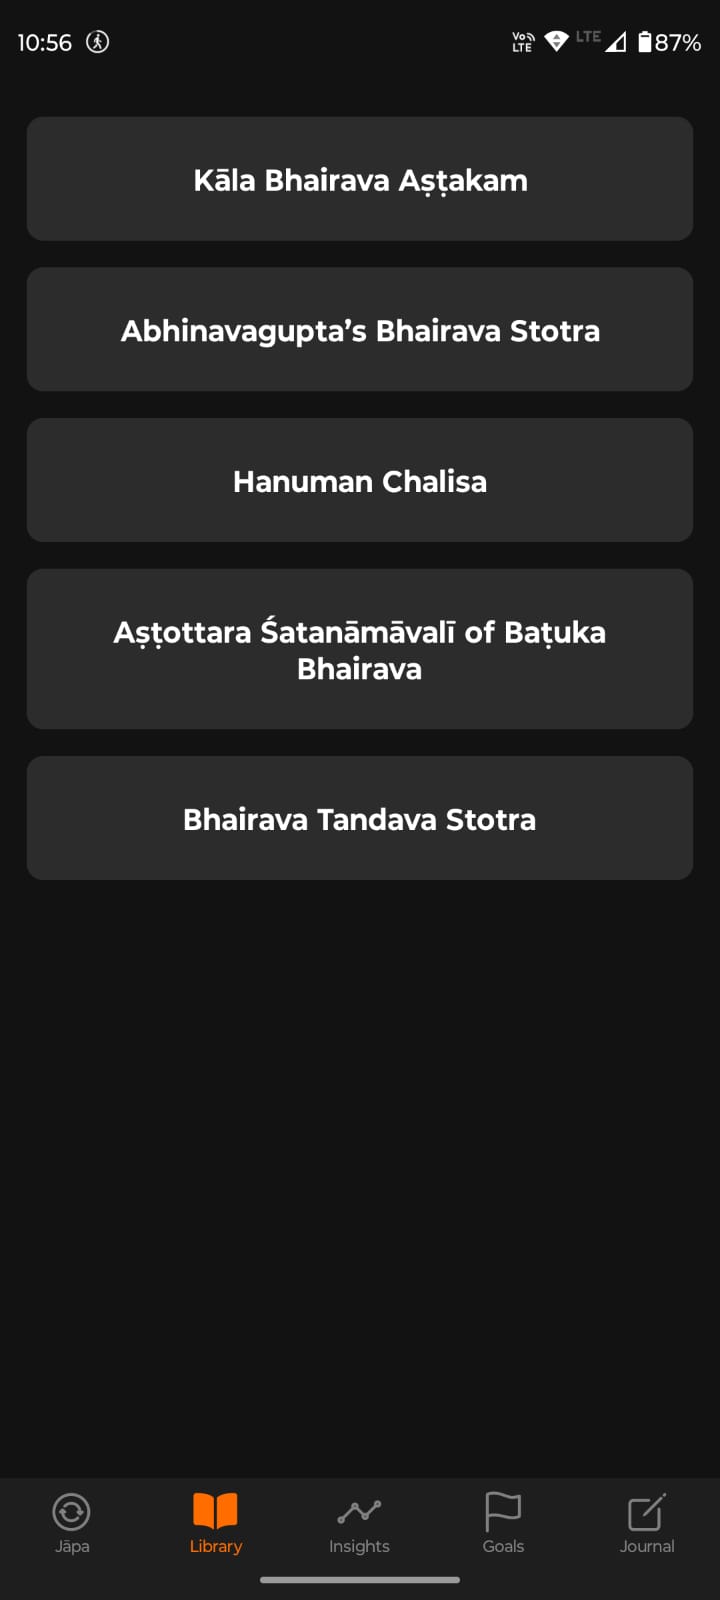 10:56
Vo LTE
LTE
87%
Kāla Bhairava Aṣṭakam
Abhinavagupta’s Bhairava Stotra
Hanuman Chalisa
Aṣṭottara Śatanāmāvalī of Baṭuka
Bhairava
Bhairava Tandava Stotra
Jāpa
Library
Insights
Goals
Journal